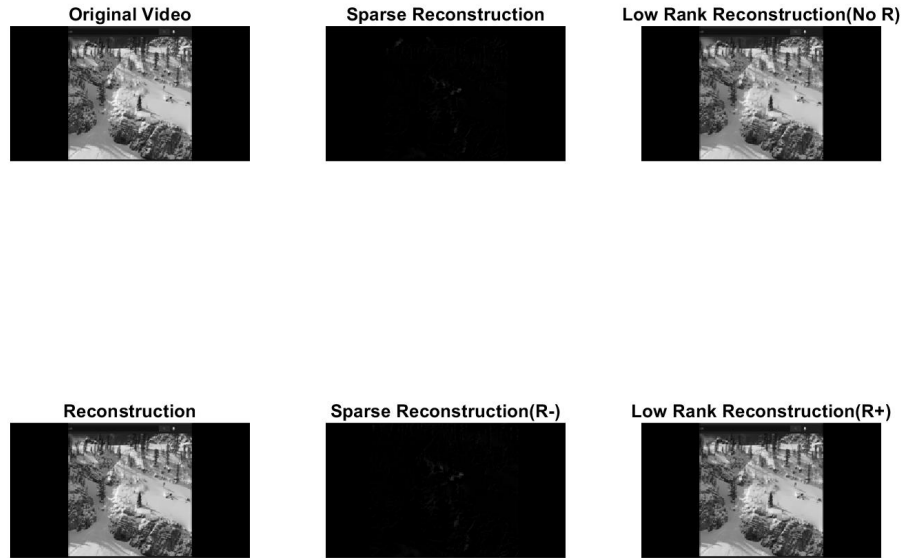 Original Video
Sparse Reconstruction
Low Rank Reconstruction(No R)
Reconstruction
Sparse Reconstruction(R-)
Low Rank Reconstruction(R+)